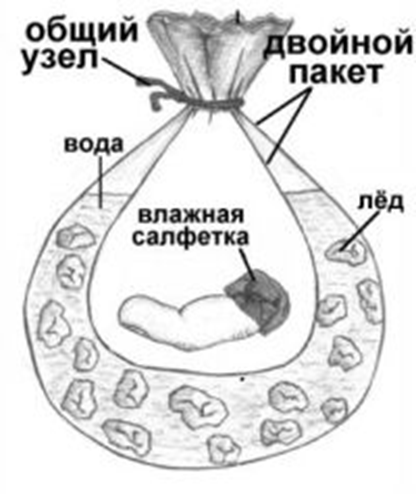 общий
узел
двойной
пакет
вода
лёд
влажная
салфетка